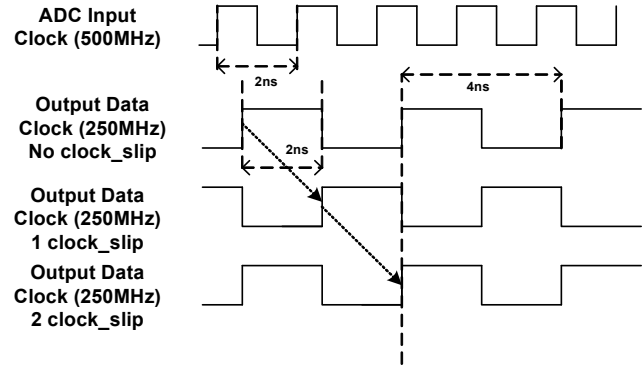 ADC Input
Clock (500MHz)
2ns
4ns
Output Data
Clock (250MHz)
No clock_slip
2ns
Output Data
Clock (250MHz)
1 clock_slip
Output Data
Clock (250MHz)
2 clock_slip